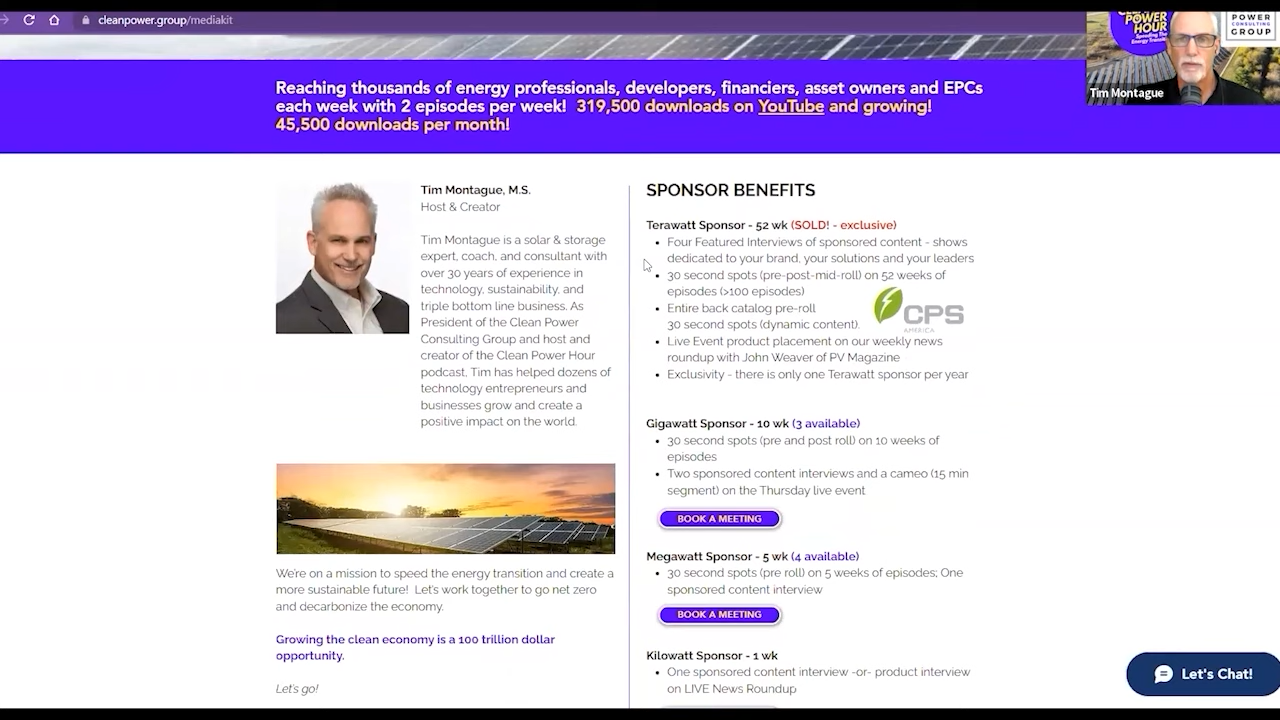 cleanpower.group/mediakit
POWER HOUR
Speeding The
Energy Transition
POWER
CONSULTING
GROUP
Tim Montague
Reaching thousands of energy professionals, developers, financiers, asset owners and EPCs
each week with 2 episodes per week! 319,500 downloads on YouTube and growing!
45,500 downloads per month!
Tim Montague, M.S.
Host & Creator
Tim Montague is a solar & storage
expert, coach, and consultant with
over 30 years of experience in
technology, sustainability, and
triple bottom line business. As
President of the Clean Power
Consulting Group and host and
creator of the Clean Power Hour
podcast, Tim has helped dozens of
technology entrepreneurs and
businesses grow and create a
positive impact on the world.
We're on a mission to speed the energy transition and create a
more sustainable future! Let's work together to go net zero
and decarbonize the economy.
Growing the clean economy is a 100 trillion dollar
opportunity.
Let's go!
SPONSOR BENEFITS
Terawatt Sponsor - 52 wk (SOLD! - exclusive)
• Four Featured Interviews of sponsored content - shows
dedicated to your brand, your solutions and your leaders
• 30 second spots (pre-post-mid-roll) on 52 weeks of
episodes (>100 episodes)
• Entire back catalog pre-roll
30 second spots (dynamic content).
CPS
AMERICA
• Live Event product placement on our weekly news
roundup with John Weaver of PV Magazine
• Exclusivity - there is only one Terawatt sponsor per year
Gigawatt Sponsor - 10 wk (3 available)
• 30 second spots (pre and post roll) on 10 weeks of
episodes
• Two sponsored content interviews and a cameo (15 min
segment) on the Thursday live event
BOOK A MEETING
Megawatt Sponsor - 5 wk (4 available)
• 30 second spots (pre roll) on 5 weeks of episodes; One
sponsored content interview
BOOK A MEETING
Kilowatt Sponsor - 1 wk
• One sponsored content interview -or- product interview
on LIVE News Roundup
Let's Chat!